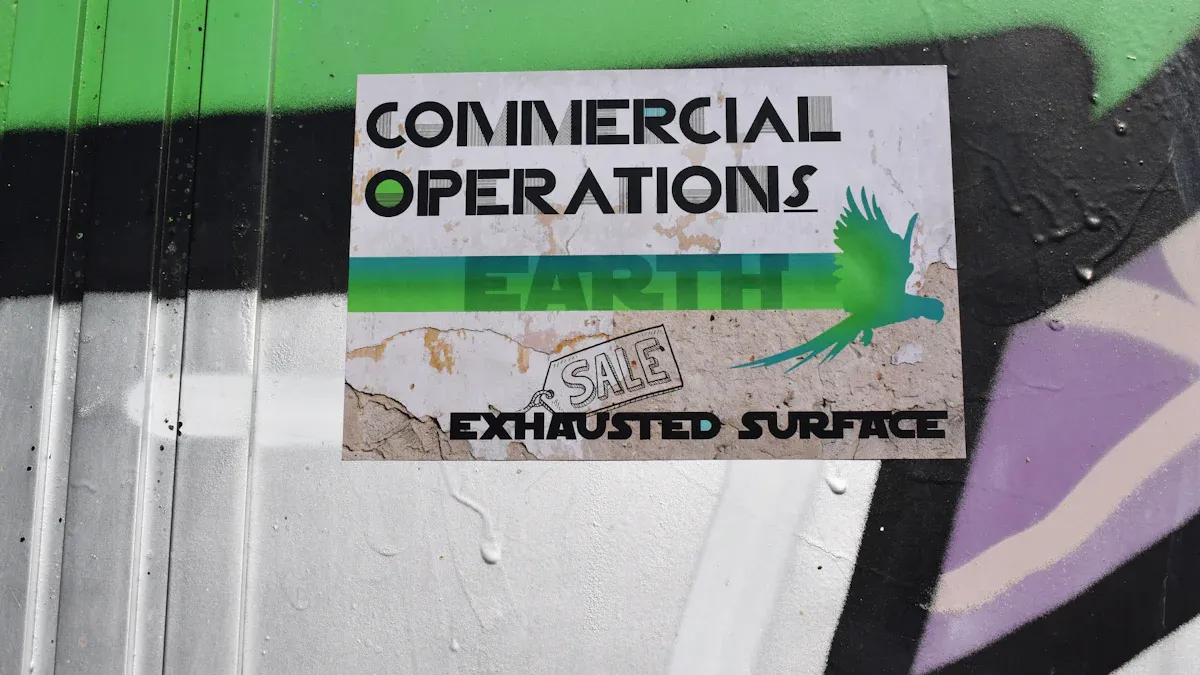 COMMERCIAL
OPERATIONS
EARTH
SALE
EXHAUSTED SURFACE